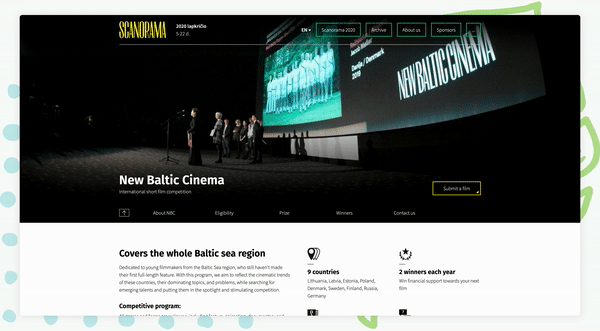 SCANORAMA
2020 lapkričio
5-22 d.
EN
Scanorama 2020
Archive
About us
Sponsors
Denmark
2019
NEW BALTIC CINEMA
New Baltic Cinema
International short film competition
Submit a film
About NBC
Eligibility
Prize
Winners
Contact us
Covers the whole Baltic sea region
Dedicated to young filmmakers from the Baltic Sea region, who still haven't made
their first full-length feature. With this program, we aim to reflect the cinematic trends
of these countries, their dominating topics, and problems, while searching for
emerging talents and putting them in the spotlight and stimulating competition.
Competitive program:
9 countries
Lithuania, Latvia, Estonia, Poland,
Denmark, Sweden, Finland, Russia,
Germany
2 winners each year
Win financial support towards your next
film